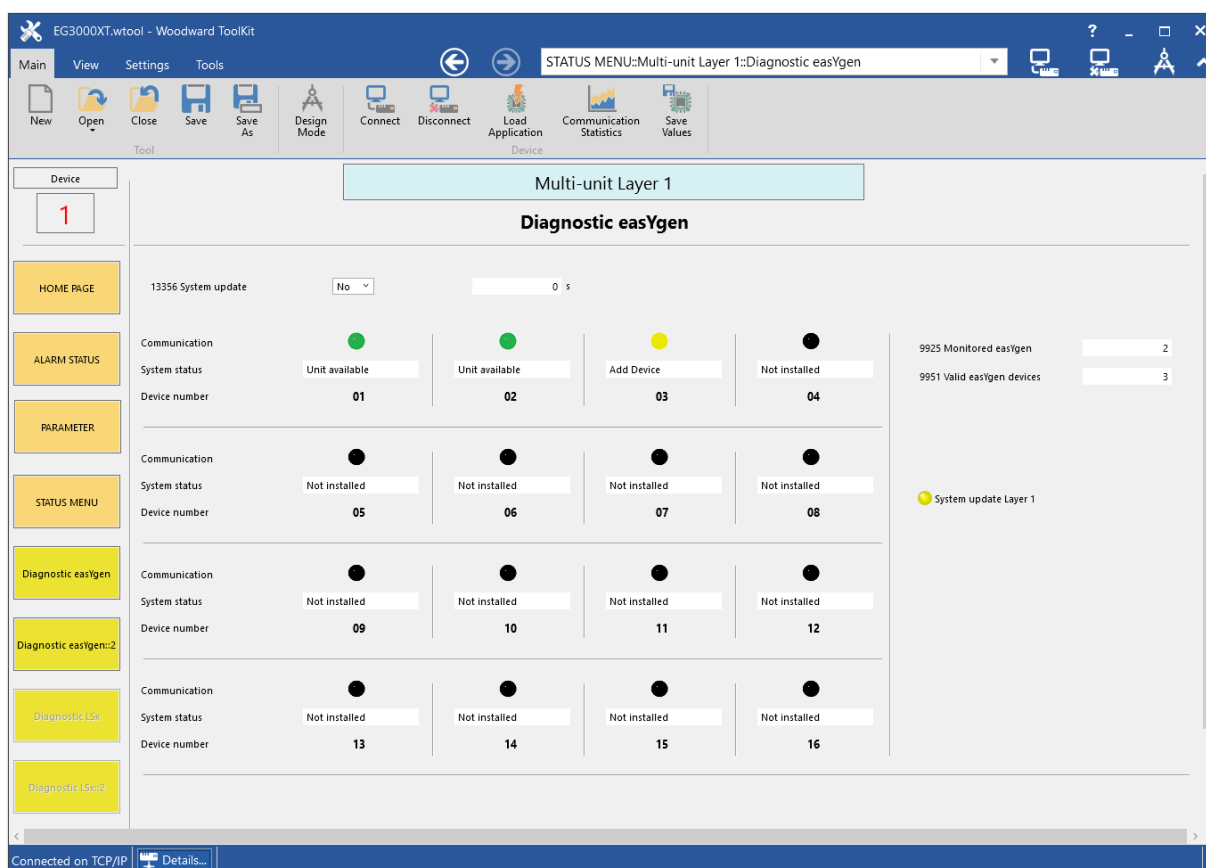 EG3000XT.wtool - Woodward ToolKit
?
Main View Settings Tools
STATUS MENU::Multi-unit Layer 1::Diagnostic easYgen
New Open Close Save Save As Design Mode Connect Disconnect Load Application Communication Statistics Save Values
Tool Device
Device
1
Multi-unit Layer 1
Diagnostic easYgen
HOME PAGE
ALARM STATUS
PARAMETER
STATUS MENU
Diagnostic easYgen
Diagnostic easYgen::2
Diagnostic LSx
Diagnostic LSx::2
13356 System update No 0 s
Communication
System status Unit available Unit available Add Device Not installed
Device number 01 02 03 04
Communication
System status Not installed Not installed Not installed Not installed
Device number 05 06 07 08
Communication
System status Not installed Not installed Not installed Not installed
Device number 09 10 11 12
Communication
System status Not installed Not installed Not installed Not installed
Device number 13 14 15 16
9925 Monitored easYgen 2
9951 Valid easYgen devices 3
System update Layer 1
Connected on TCP/IP Details...